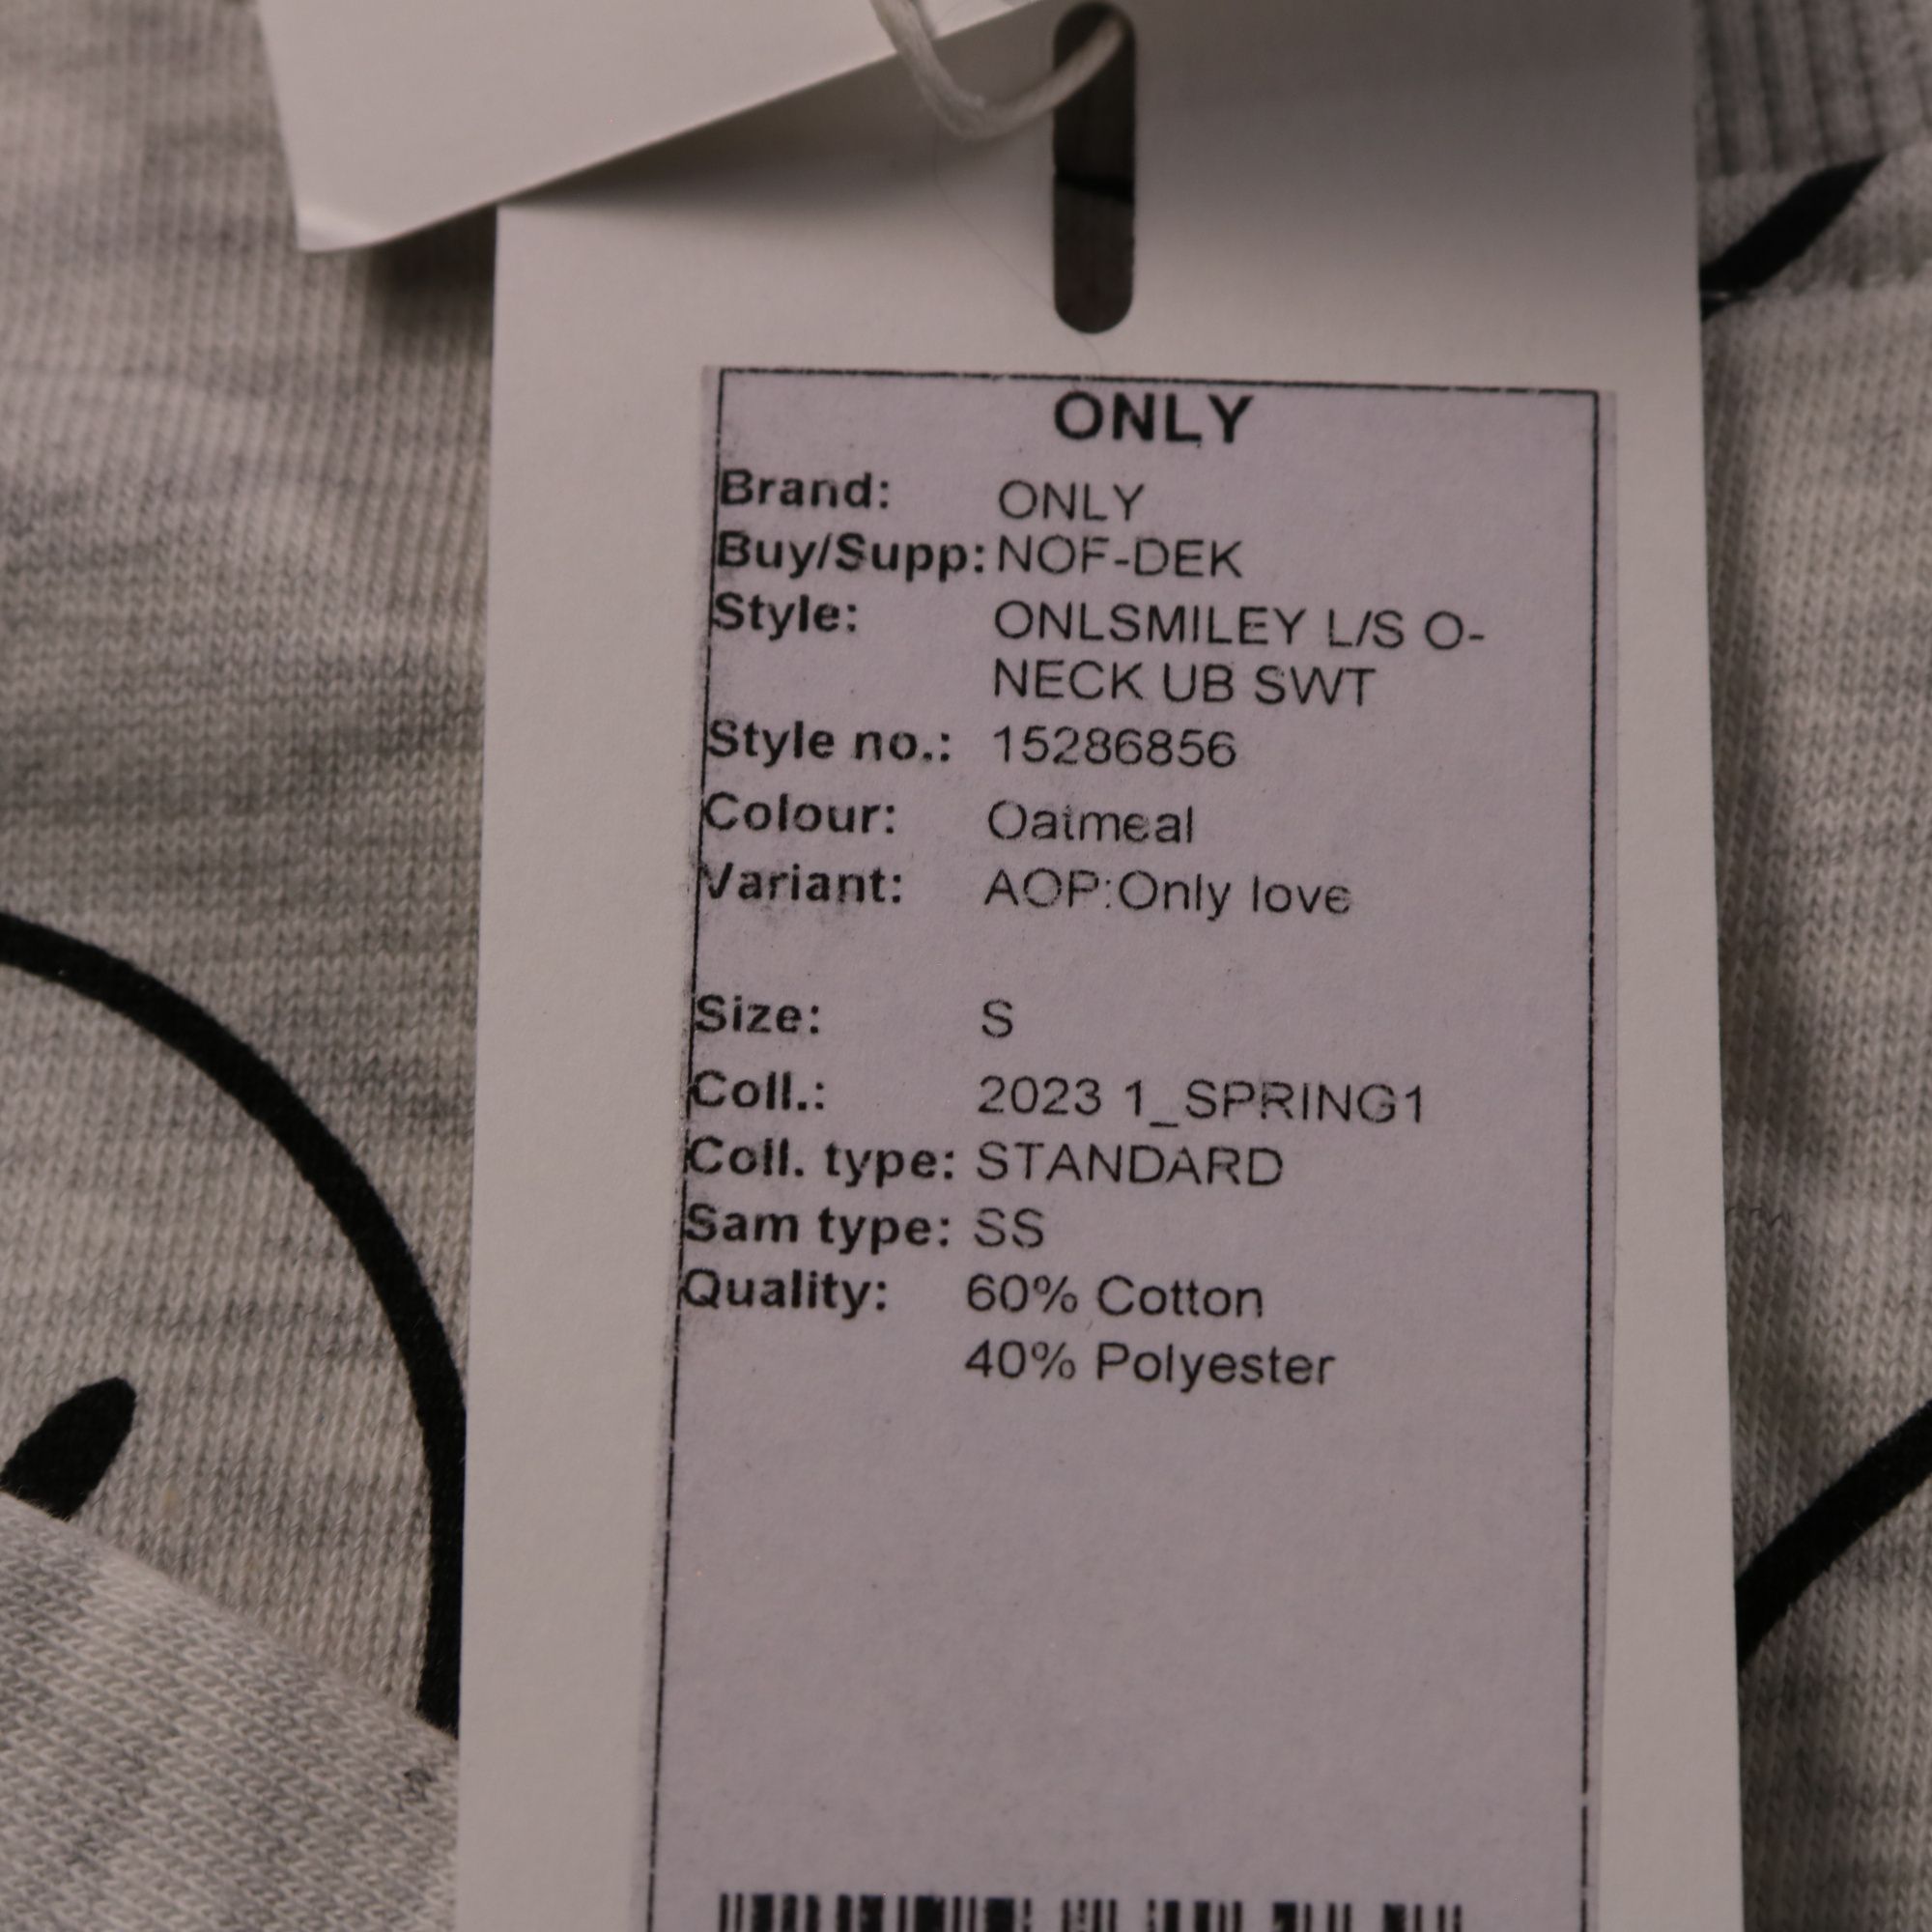 ONLY
Brand: ONLY
Buy/Supp: NOF-DEK
Style: ONLSMILEY L/S O-
NECK UB SWT
Style no.: 15286856
Colour: Oatmeal
Variant: AOP:Only love
Size: S
Coll.: 2023 1_SPRING1
Coll. type: STANDARD
Sam type: SS
Quality: 60% Cotton
40% Polyester